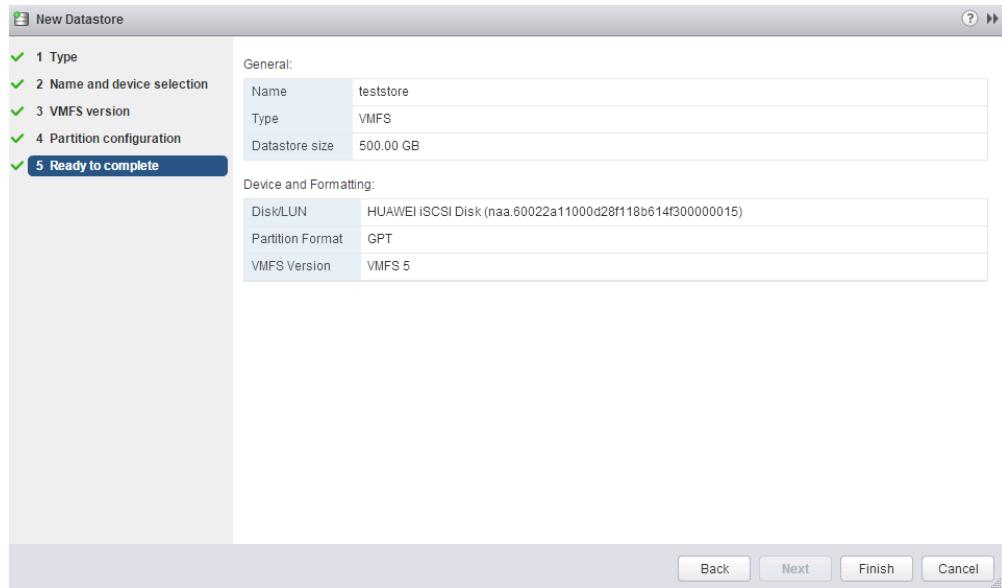 New Datastore
?
1 Type
2 Name and device selection
3 VMFS version
4 Partition configuration
5 Ready to complete
General:
Name teststore
Type VMFS
Datastore size 500.00 GB
Device and Formatting:
Disk/LUN HUAWEI iSCSI Disk (naa.60022a11000d28f118b614f300000015)
Partition Format GPT
VMFS Version VMFS 5
Back Next Finish Cancel